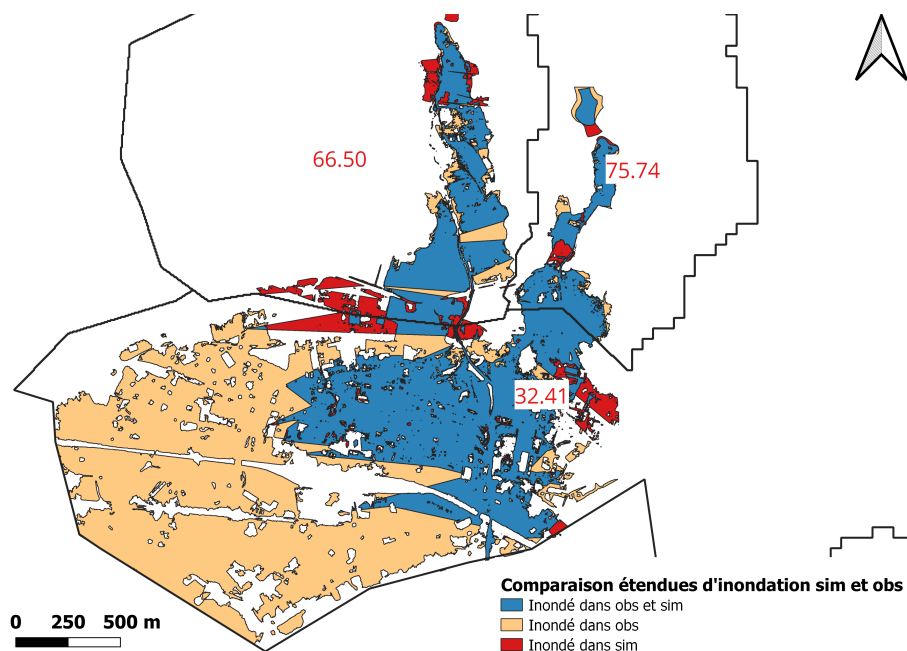 66.50
75.74
32.41
Comparaison étendues d'inondation sim et obs
Inondé dans obs et sim
Inondé dans obs
Inondé dans sim
0 250 500 m